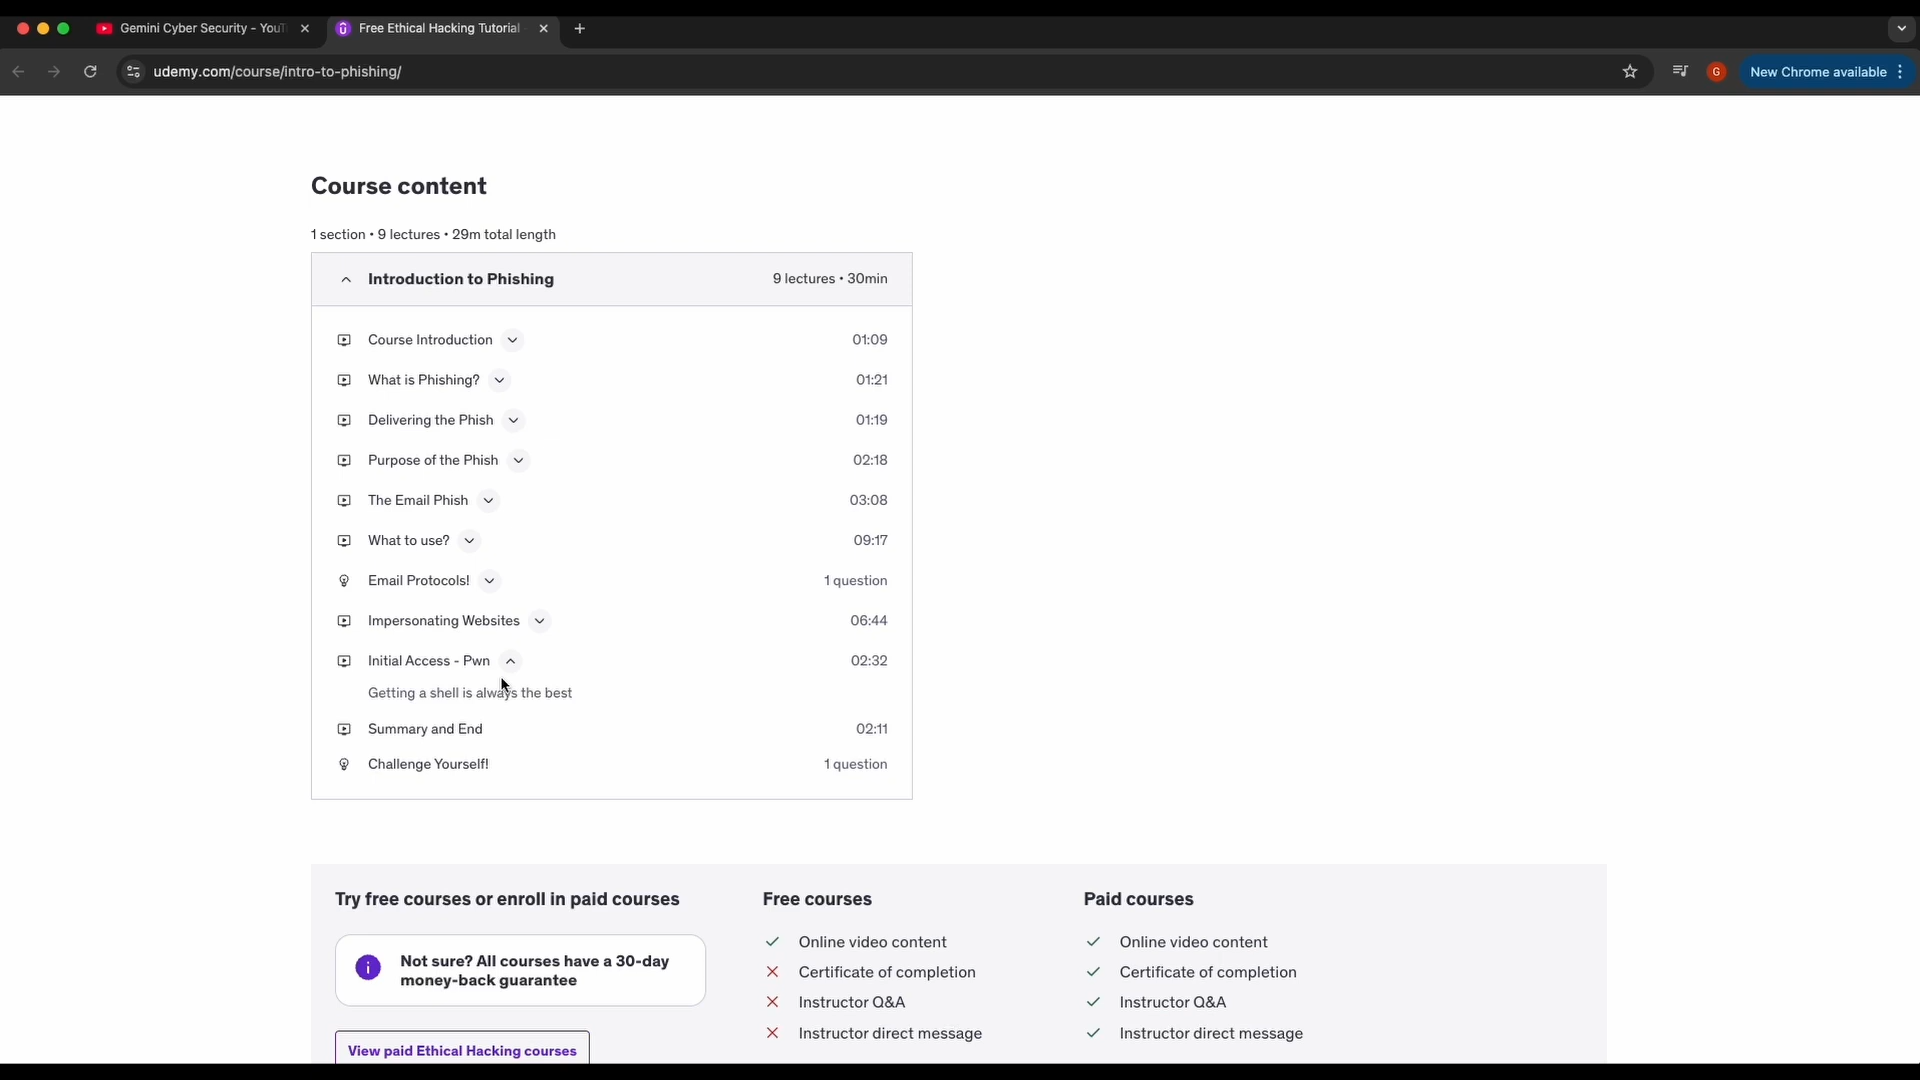 Gemini Cyber Security - YouT
Free Ethical Hacking Tutorial
udemy.com/course/intro-to-phishing/
G
New Chrome available
Course content
1 section • 9 lectures • 29m total length
Introduction to Phishing
9 lectures • 30min
Course Introduction
01:09
What is Phishing?
01:21
Delivering the Phish
01:19
Purpose of the Phish
02:18
The Email Phish
03:08
What to use?
09:17
Email Protocols!
1 question
Impersonating Websites
06:44
Initial Access - Pwn
02:32
Getting a shell is always the best
Summary and End
02:11
Challenge Yourself!
1 question
Try free courses or enroll in paid courses
Not sure? All courses have a 30-day
money-back guarantee
View paid Ethical Hacking courses
Free courses
Online video content
Certificate of completion
Instructor Q&A
Instructor direct message
Paid courses
Online video content
Certificate of completion
Instructor Q&A
Instructor direct message